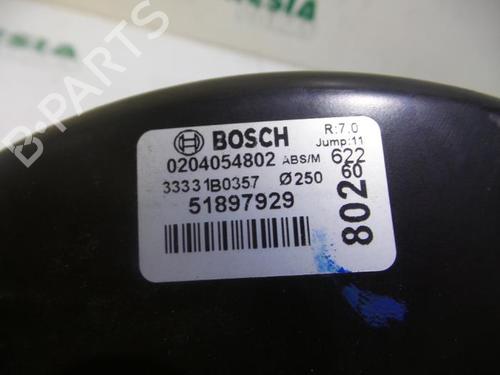 BOSCH
R:7.0
Jump:11
0204054802 ABS/M 622
33331B0357 Ø250 60
51897929
802
B-PARTS